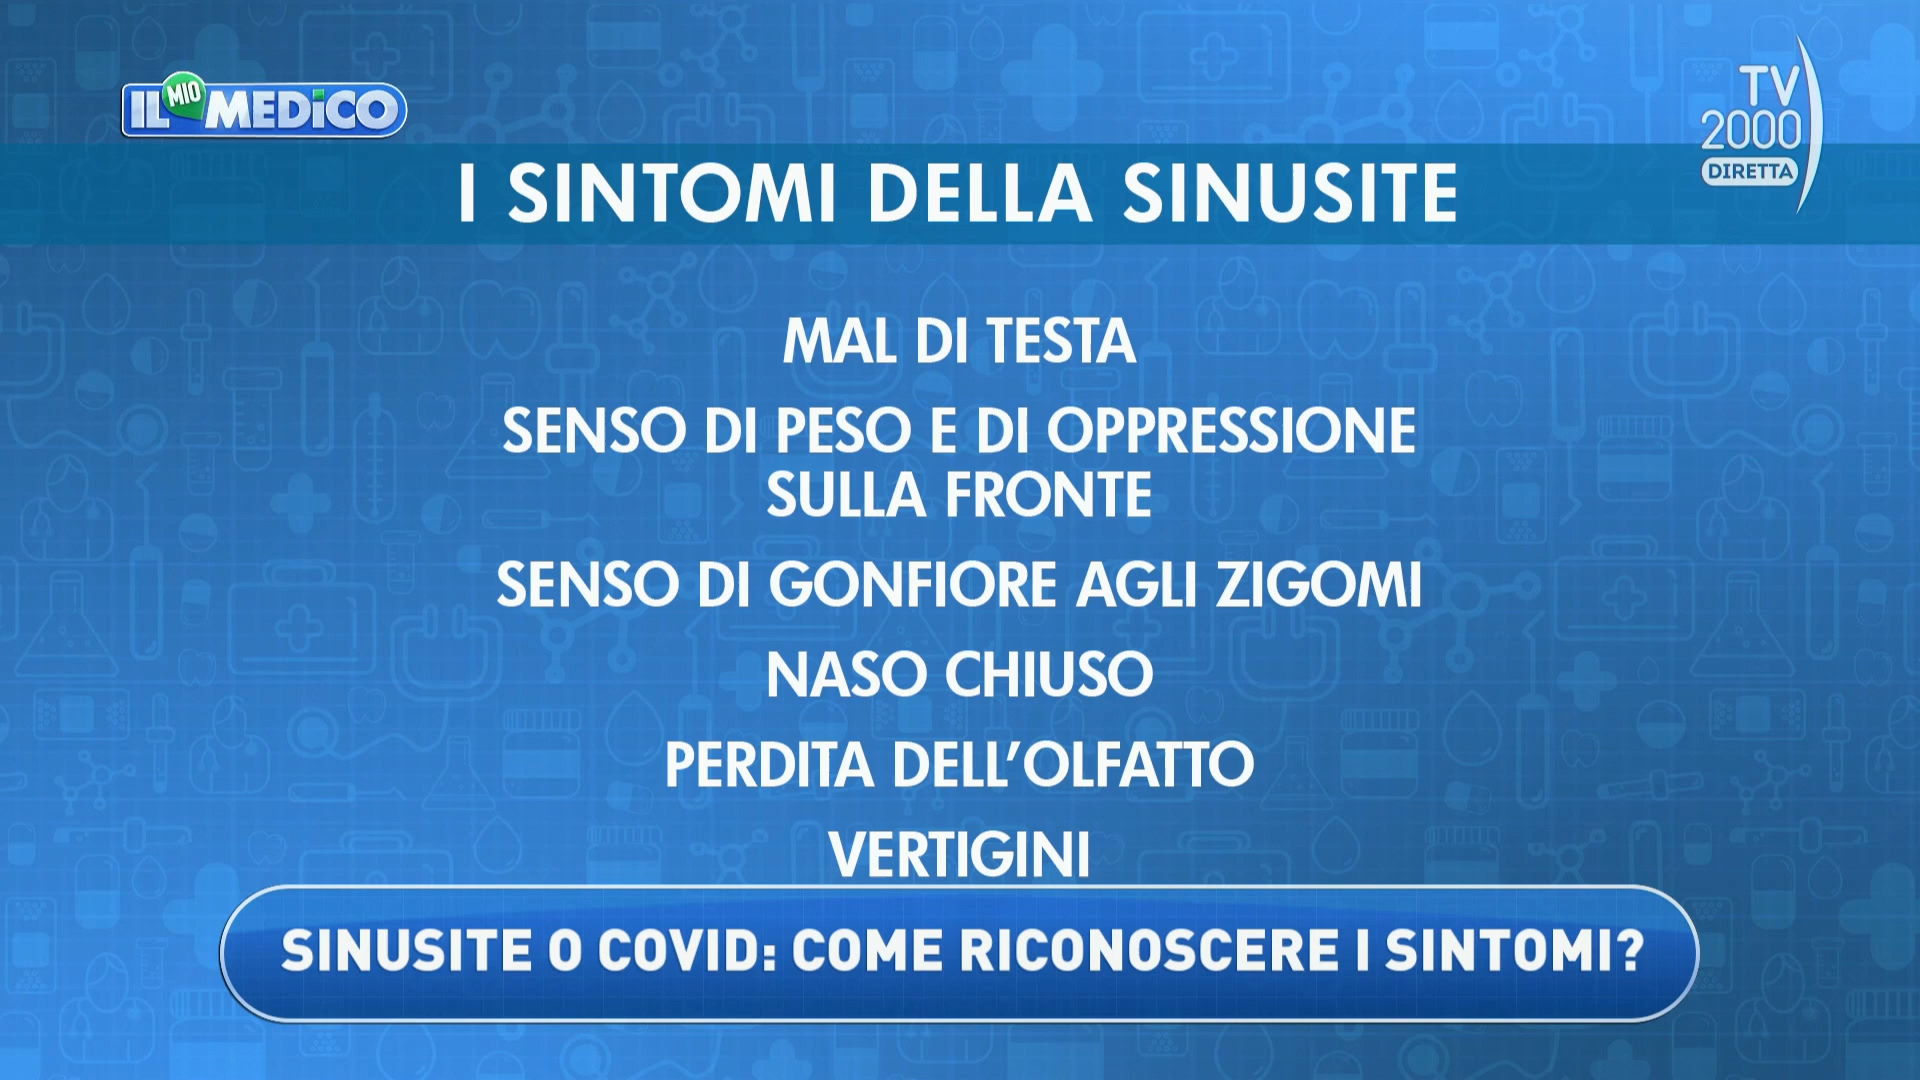 IL MIO MEDICO
TV
2000
DIRETTA
I SINTOMI DELLA SINUSITE
MAL DI TESTA
SENSO DI PESO E DI OPPRESSIONE
SULLA FRONTE
SENSO DI GONFIORE AGLI ZIGOMI
NASO CHIUSO
PERDITA DELL'OLFATTO
VERTIGINI
SINUSITE O COVID: COME RICONOSCERE I SINTOMI?